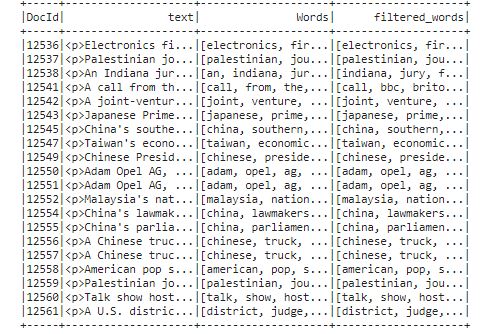 +-----+--------------------+--------------------+--------------------+
|DocId|                text|               Words|      filtered_words|
+-----+--------------------+--------------------+--------------------+
|12536|<p>Electronics fi...|[electronics, fir...|[electronics, fir...|
|12537|<p>Palestinian jo...|[palestinian, jou...|[palestinian, jou...|
|12538|<p>An Indiana jur...|[an, indiana, jur...|[indiana, jury, f...|
|12541|<p>A call from th...|[call, from, the,...|[call, bbc, brito...|
|12542|<p>A joint-ventur...|[joint, venture, ...|[joint, venture, ...|
|12543|<p>Japanese Prime...|[japanese, prime,...|[japanese, prime,...|
|12545|<p>China's southe...|[china, southern,...|[china, southern,...|
|12547|<p>Taiwan's econo...|[taiwan, economic...|[taiwan, economic...|
|12549|<p>Chinese Presid...|[chinese, preside...|[chinese, preside...|
|12550|<p>Adam Opel AG, ...|[adam, opel, ag, ...|[adam, opel, ag, ...|
|12551|<p>Adam Opel AG, ...|[adam, opel, ag, ...|[adam, opel, ag, ...|
|12552|<p>Malaysia's nat...|[malaysia, nation...|[malaysia, nation...|
|12554|<p>China's lawmak...|[china, lawmakers...|[china, lawmakers...|
|12555|<p>China's parlia...|[china, parliamen...|[china, parliamen...|
|12556|<p>A Chinese truc...|[chinese, truck, ...|[chinese, truck, ...|
|12557|<p>A Chinese truc...|[chinese, truck, ...|[chinese, truck, ...|
|12558|<p>American pop s...|[american, pop, s...|[american, pop, s...|
|12559|<p>Palestinian jo...|[palestinian, jou...|[palestinian, jou...|
|12560|<p>Talk show host...|[talk, show, host...|[talk, show, host...|
|12561|<p>A U.S. distric...|[district, judge,...|[district, judge,...|
+-----+--------------------+--------------------+--------------------+